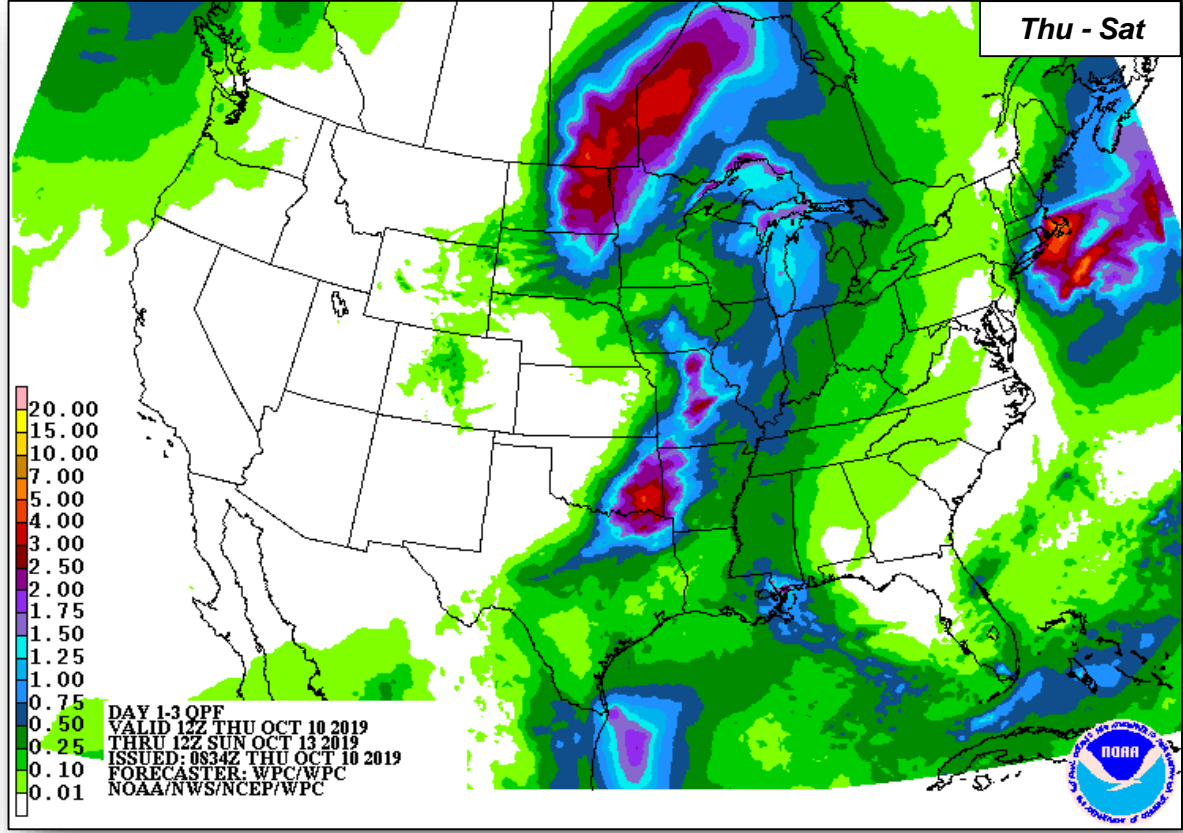 Thu - Sat
20.00
15.00
10.00
7.00
5.00
4.00
3.00
2.50
2.00
1.75
1.50
1.25
1.00
0.75
0.50
0.25
0.10
0.01
DAY 1-3 QPF
VALID 12Z THU OCT 10 2019
THRU 12Z SUN OCT 13 2019
ISSUED: 0834Z THU OCT 10 2019
FORECASTER: WPC/WPC
NOAA/NWS/NCEP/WPC
NOAA